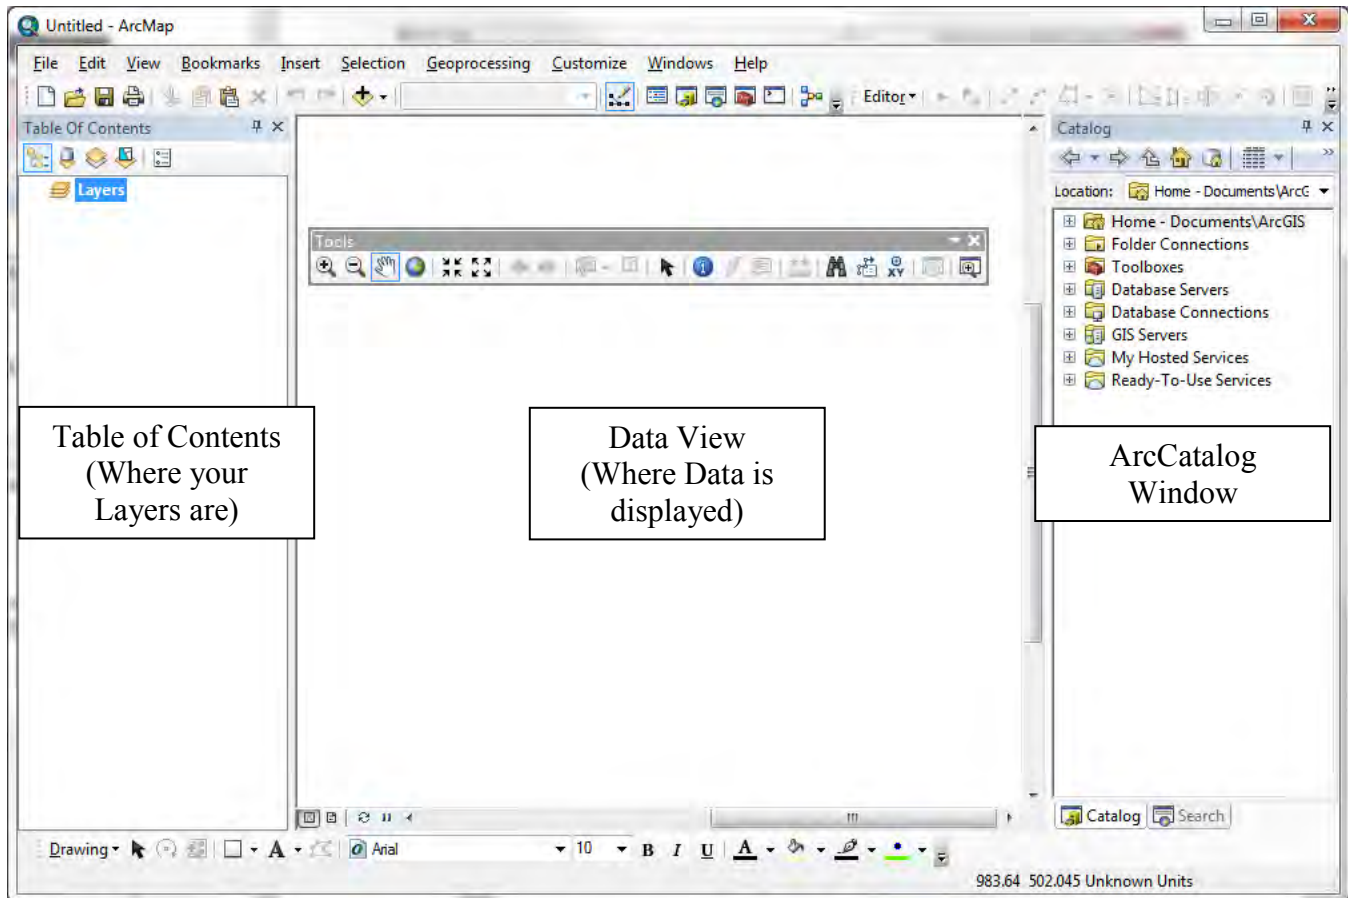 Untitled - ArcMap
File Edit View Bookmarks Insert Selection Geoprocessing Customize Windows Help
Editor
Table Of Contents
Layers
Tools
XY
Catalog
Location: Home - Documents\ArcG
Home - Documents\ArcGIS
Folder Connections
Toolboxes
Database Servers
Database Connections
GIS Servers
My Hosted Services
Ready-To-Use Services
Table of Contents
(Where your
Layers are)
Data View
(Where Data is
displayed)
ArcCatalog
Window
Catalog Search
Drawing A Arial 10 B I U A
983.64 502.045 Unknown Units